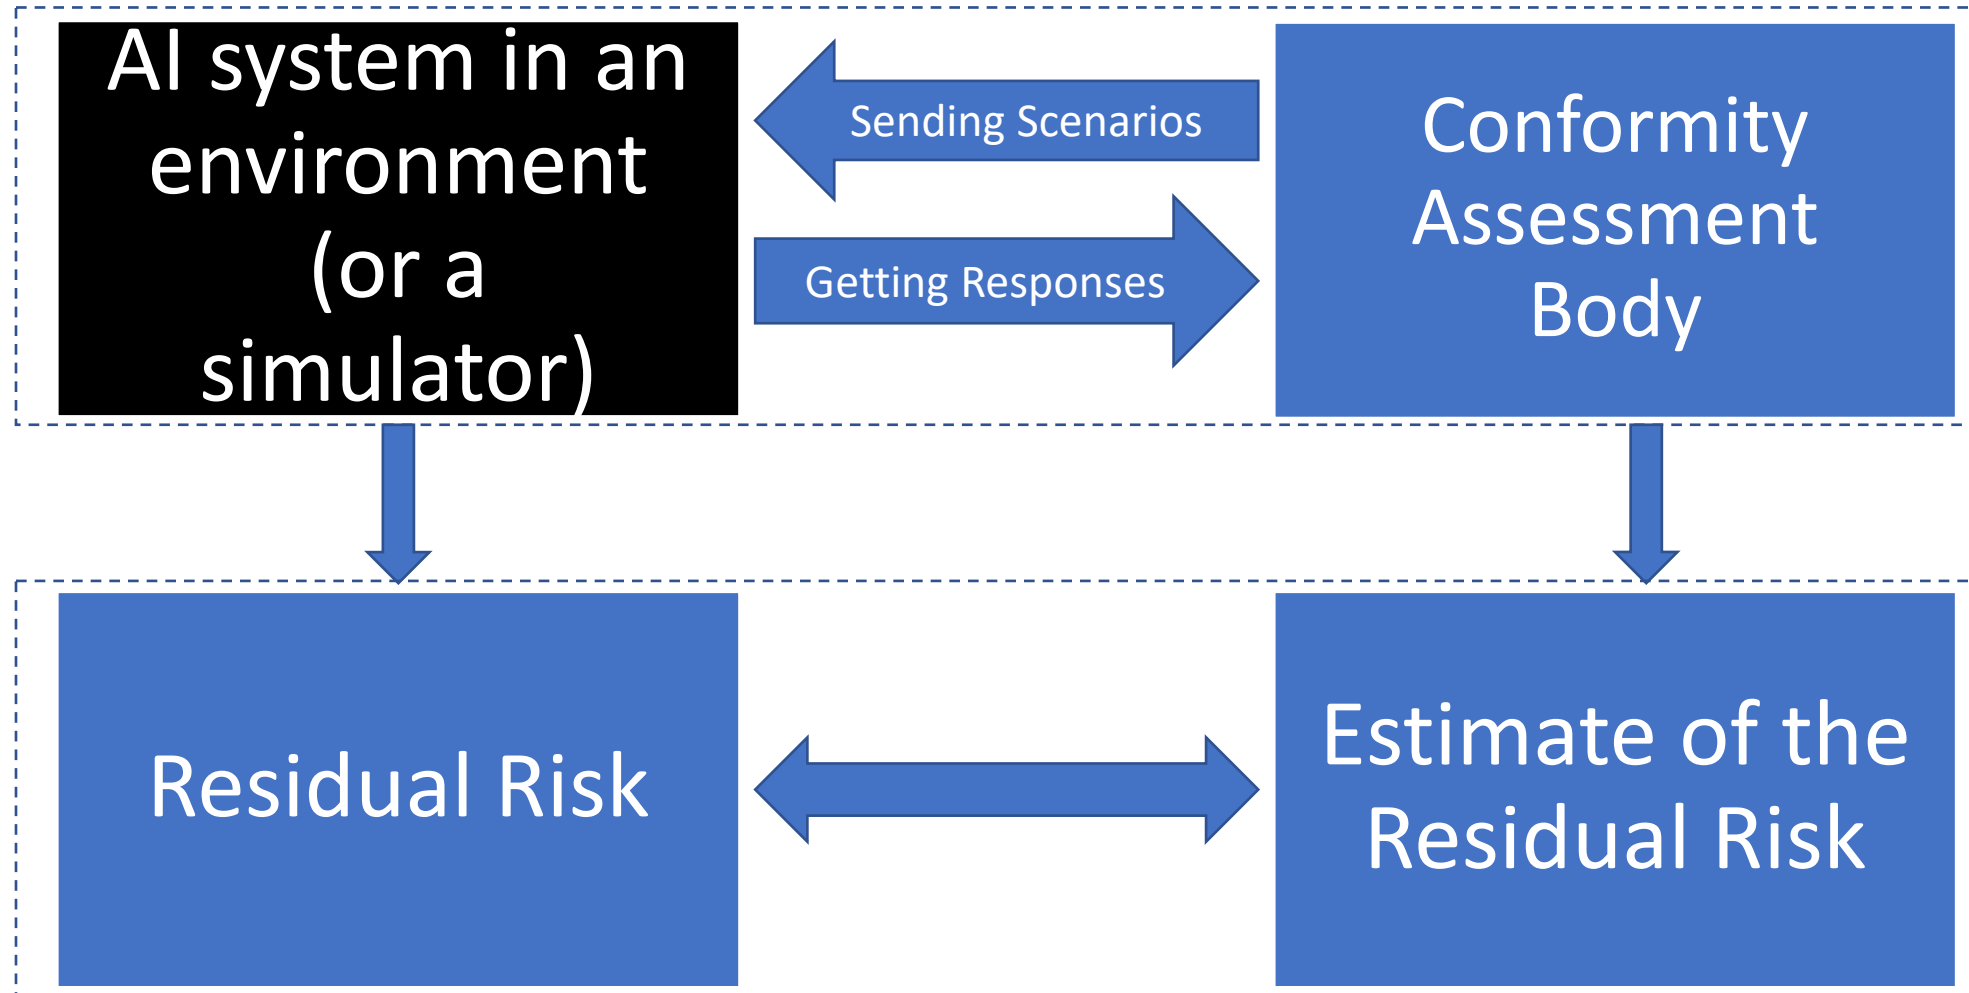 AI system in an
environment
(or a
simulator)
Sending Scenarios
Getting Responses
Conformity
Assessment
Body
Residual Risk
Estimate of the
Residual Risk